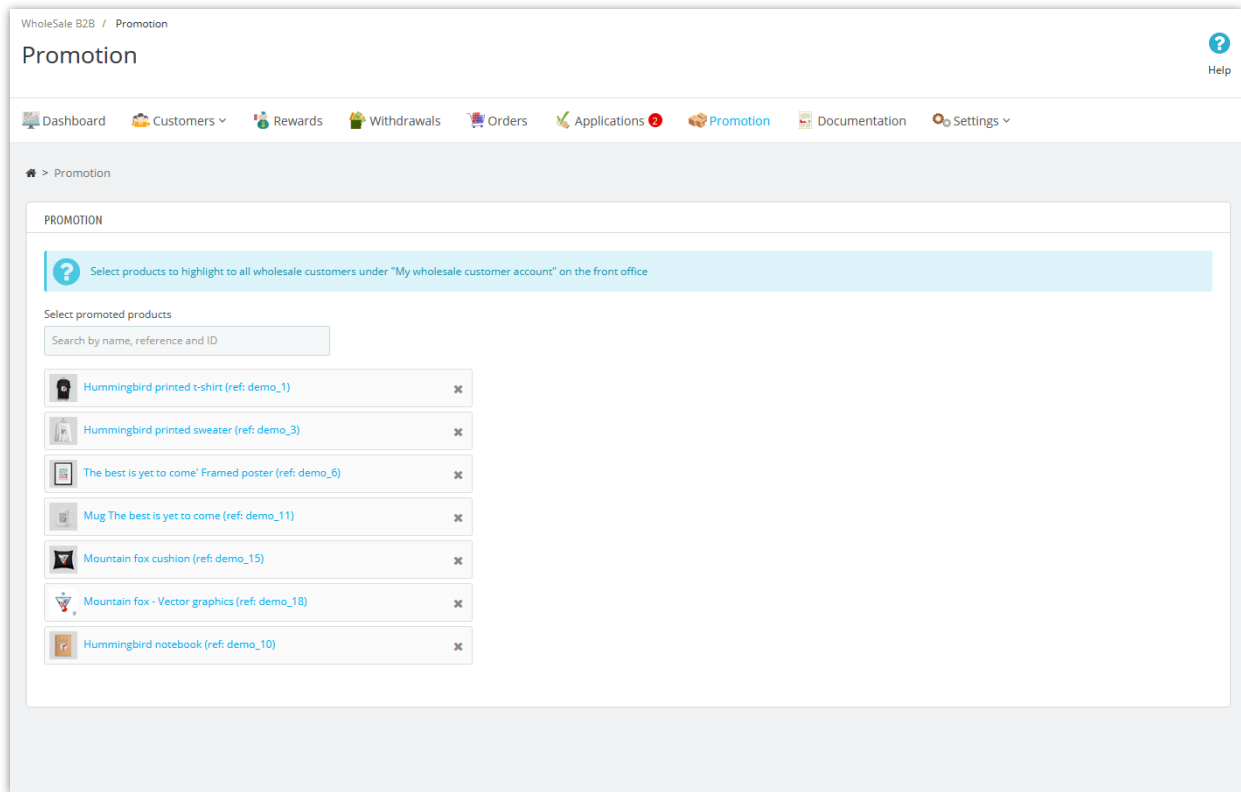 WholeSale B2B / Promotion
Promotion
Help
Dashboard Customers Rewards Withdrawals Orders Applications 2 Promotion Documentation Settings
> Promotion
PROMOTION
Select products to highlight to all wholesale customers under "My wholesale customer account" on the front office
Select promoted products
Search by name, reference and ID
Hummingbird printed t-shirt (ref: demo_1)
Hummingbird printed sweater (ref: demo_3)
The best is yet to come' Framed poster (ref: demo_6)
Mug The best is yet to come (ref: demo_11)
Mountain fox cushion (ref: demo_15)
Mountain fox - Vector graphics (ref: demo_18)
Hummingbird notebook (ref: demo_10)